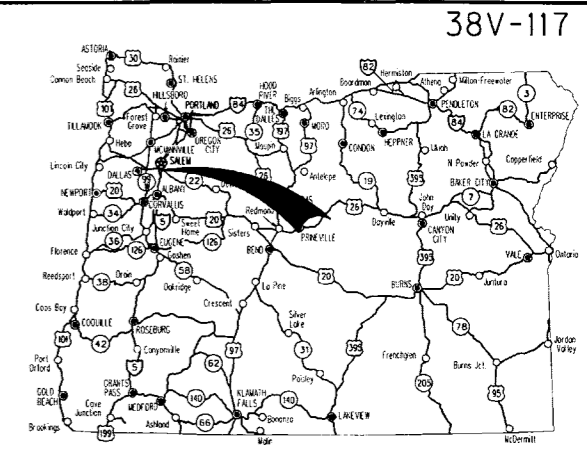 38V-117
ASTORIA
30
Rainier
Seaside
Cannon Beach
26
ST. HELENS
HILLSBORO
101
Forest
Grove
PORTLAND
TILLAMOOK
26
OREGON
CITY
Hebo
MCMINNVILLE
SALEM
Lincoln City
DALLAS
99
22
NEWPORT
20
ALBANY
CORVALLIS
Waldport
34
Sweet
Home
20
Sisters
Junction City
5
126
36
126
EUGENE
Florence
Goshen
58
Reedsport
38
Drain
Oakridge
Crescent
Coos Bay
COQUILLE
ROSEBURG
101
42
Canyonville
Port
Orford
5
62
97
GOLD
BEACH
GRANTS
PASS
MEDFORD
140
KLAMATH
FALLS
140
Cave
Junction
Brookings
199
Ashland
66
Bonanza
Malin
84
HOOD
RIVER
THE
DALLES
Biggs
35
197
Maupin
MORO
97
Arlington
Boardman
82
Hermiston
Athena
Milton-Freewater
PENDLETON
3
82
ENTERPRISE
74
Lexington
CONDON
HEPPNER
Ukiah
84
LA GRANDE
N Powder
Copperfield
Antelope
26
19
395
BAKER CITY
7
Redmond
PRINEVILLE
26
Dayville
John
Day
CANYON
CITY
Unity
26
VALE
Ontario
BEND
20
395
BURNS
20
Juntura
La Pine
Silver
Lake
31
395
Paisley
LAKEVIEW
Frenchglen
205
78
Burns Jct.
95
Jordan
Valley
McDermitt